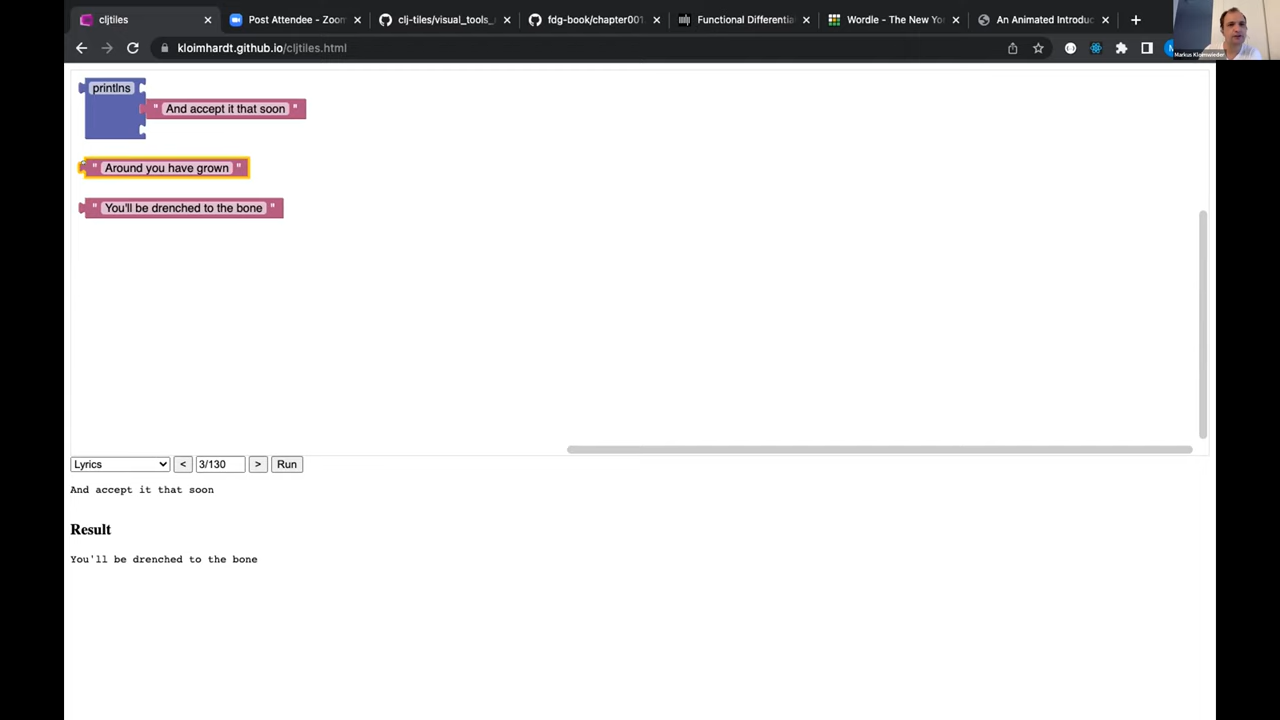 cljtiles
Post Attendee - Zoom
clj-tiles/visual_tools_
fdg-book/chapter001
Functional Differentia
Wordle - The New Yo
An Animated Introduc
kloimhardt.github.io/cljtiles.html
printlns
" And accept it that soon "
" Around you have grown "
" You'll be drenched to the bone "
Lyrics < 3/130 > Run
And accept it that soon
Result
You'll be drenched to the bone